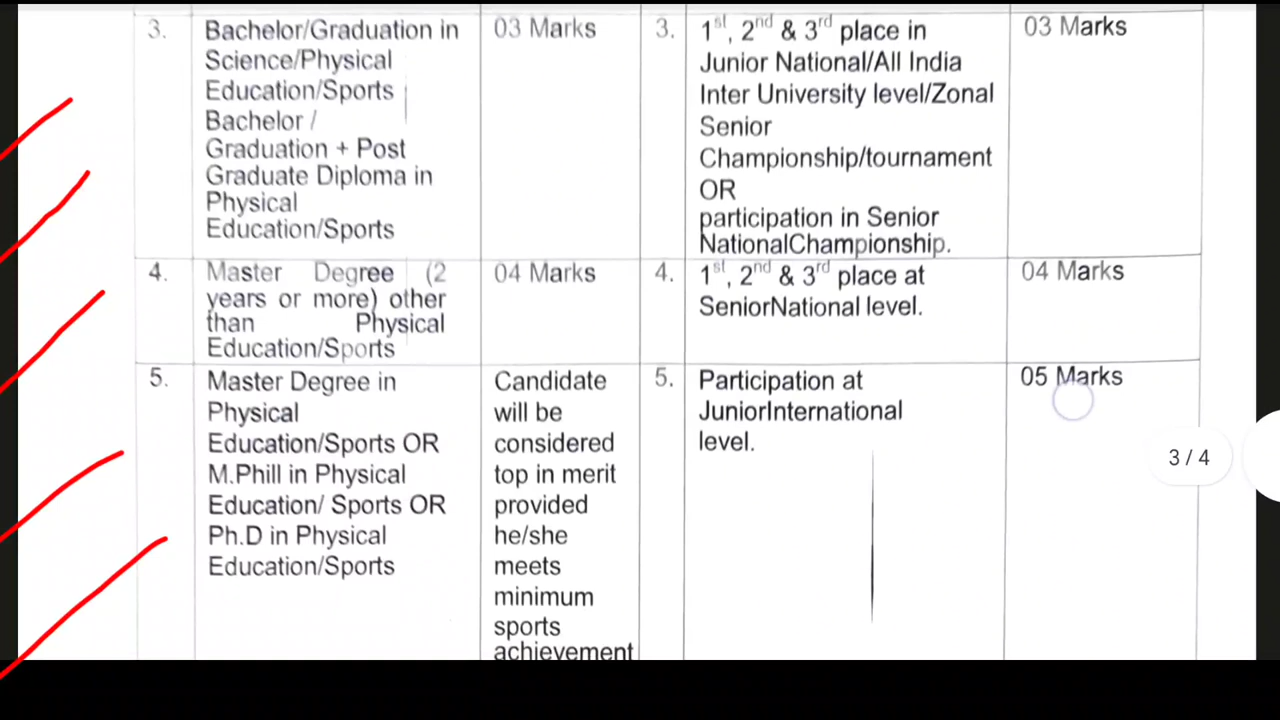 3.
Bachelor/Graduation in
Science/Physical
Education/Sports
Bachelor /
Graduation + Post
Graduate Diploma in
Physical
Education/Sports
03 Marks
3.
1st, 2nd & 3rd place in
Junior National/All India
Inter University level/Zonal
Senior
Championship/tournament
OR
participation in Senior
NationalChampionship.
03 Marks
4.
Master Degree (2
years or more) other
than Physical
Education/Sports
04 Marks
4.
1st, 2nd & 3rd place at
SeniorNational level.
04 Marks
5.
Master Degree in
Physical
Education/Sports OR
M.Phill in Physical
Education/ Sports OR
Ph.D in Physical
Education/Sports
Candidate
will be
considered
top in merit
provided
he/she
meets
minimum
sports
achievement
5.
Participation at
JuniorInternational
level.
05 Marks
3 / 4